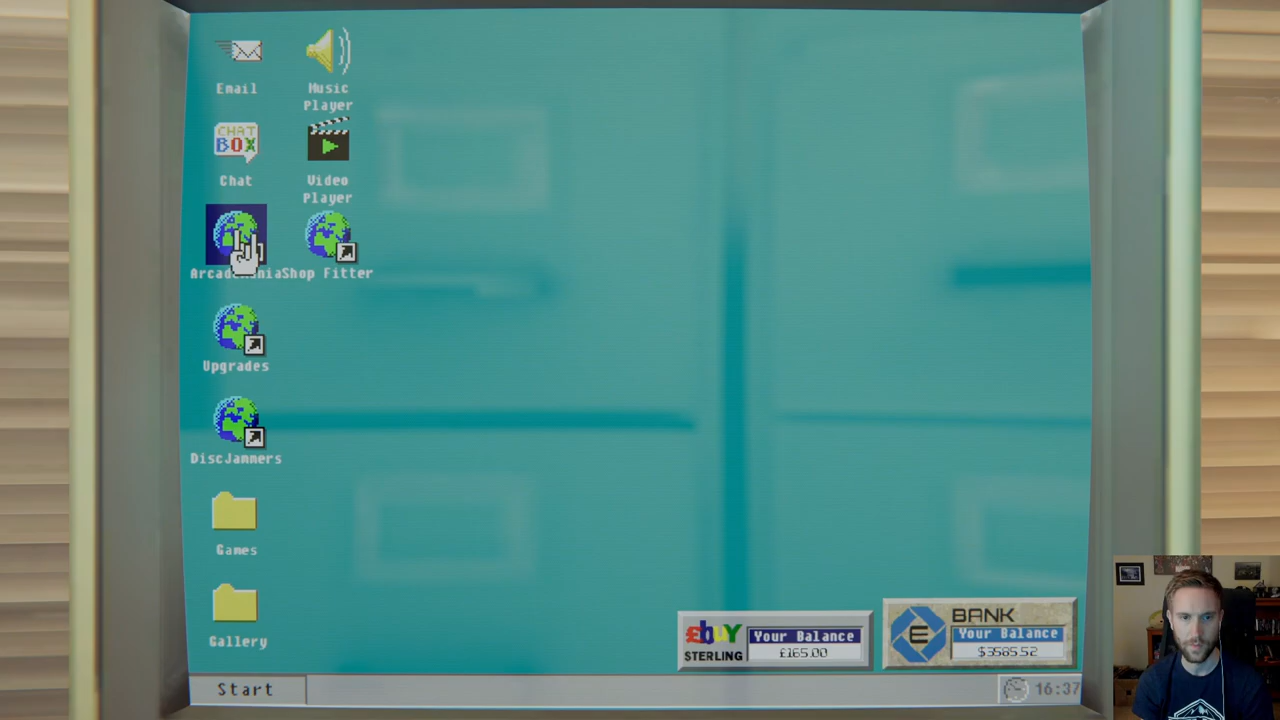 Email
Music
Player
CHAT
BOX
Chat
Video
Player
Shop Fitter
Upgrades
DiscJammers
Games
Gallery
£buy
STERLING
Your Balance
£165.00
E
BANK
Your Balance
$3585.52
Start
16:37